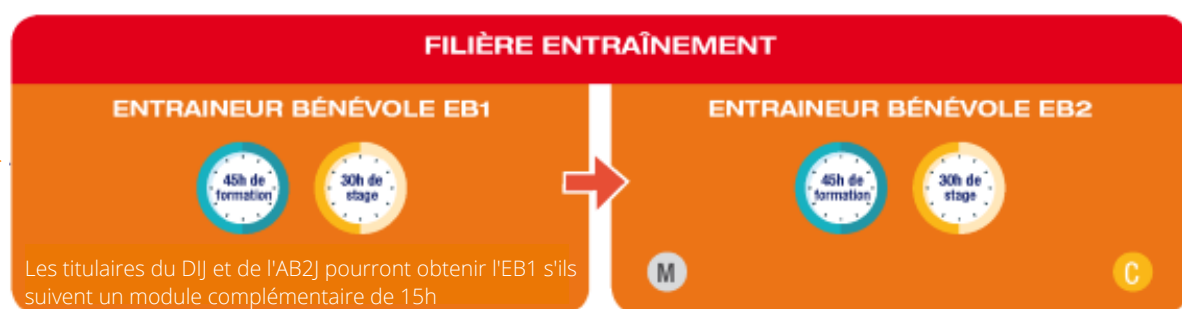 FILIÈRE ENTRAÎNEMENT
ENTRAINEUR BÉNÉVOLE EB1
45h de
formation
30h de
stage
Les titulaires du DIJ et de l'AB2J pourront obtenir l'EB1 s'ils
suivent un module complémentaire de 15h
ENTRAINEUR BÉNÉVOLE EB2
45h de
formation
30h de
stage
M
C